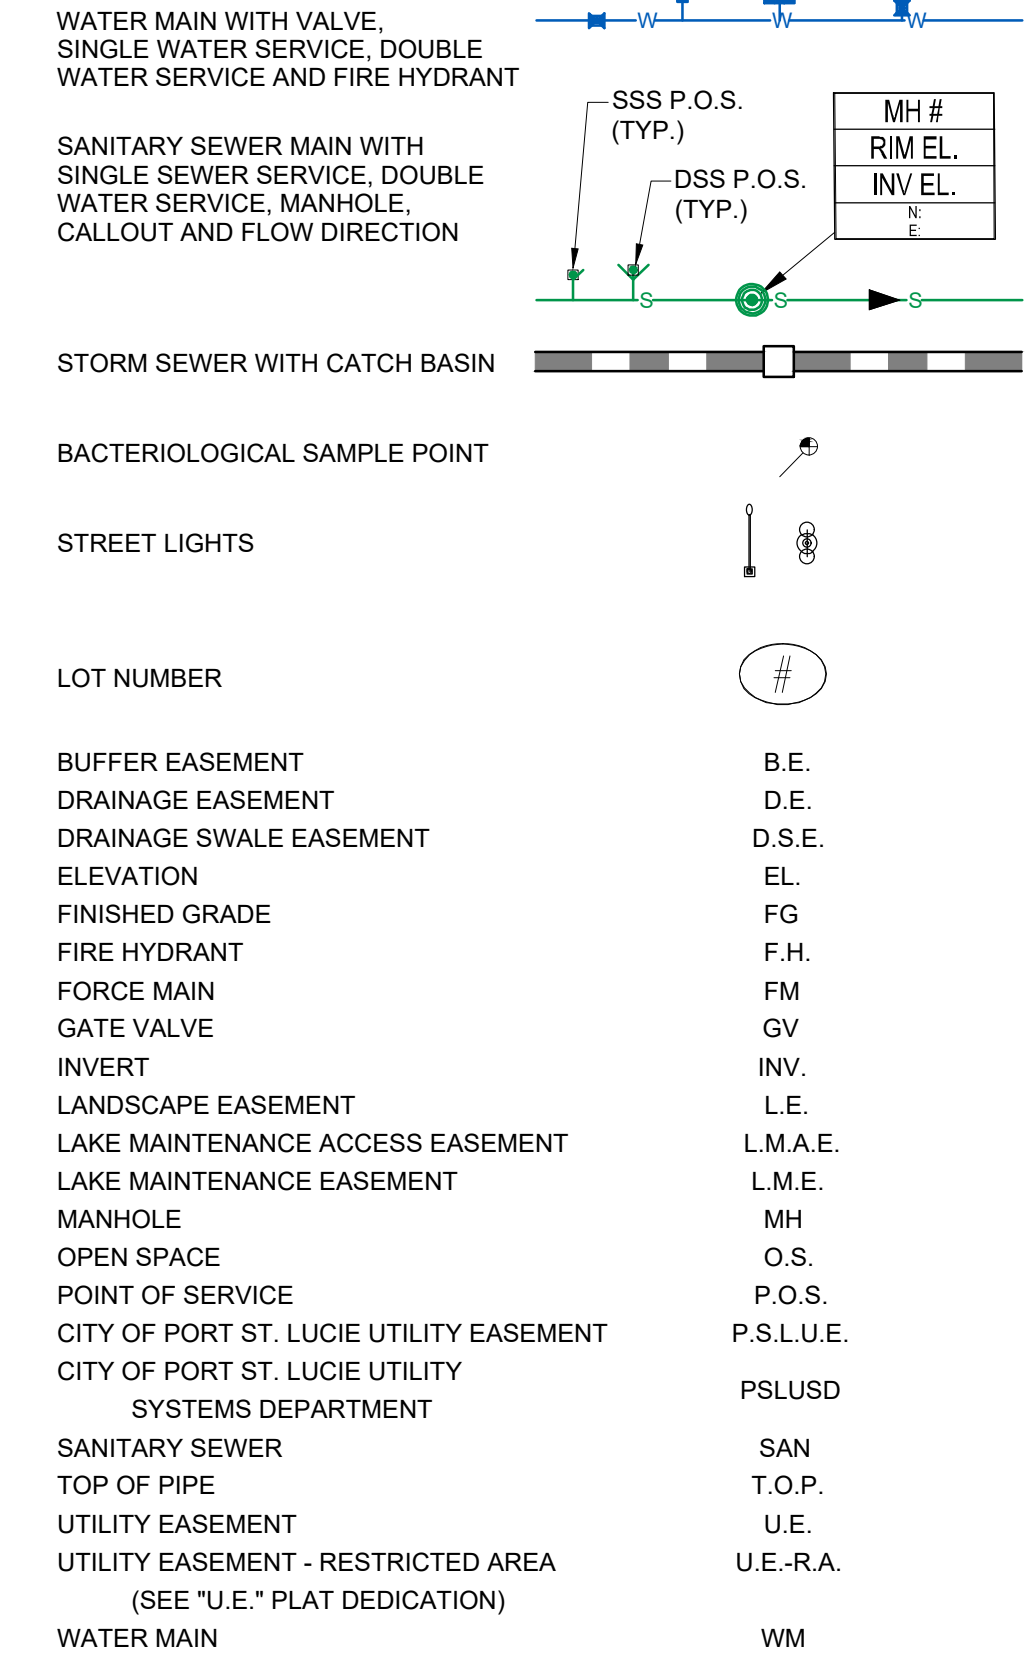 WATER MAIN WITH VALVE,
SINGLE WATER SERVICE, DOUBLE
WATER SERVICE AND FIRE HYDRANT
W W W
SANITARY SEWER MAIN WITH
SINGLE SEWER SERVICE, DOUBLE
WATER SERVICE, MANHOLE,
CALLOUT AND FLOW DIRECTION
SSS P.O.S.
(TYP.)
DSS P.O.S.
(TYP.)
MH #
RIM EL.
INV EL.
N:
E:
S S S
STORM SEWER WITH CATCH BASIN
BACTERIOLOGICAL SAMPLE POINT
STREET LIGHTS
LOT NUMBER #
BUFFER EASEMENT B.E.
DRAINAGE EASEMENT D.E.
DRAINAGE SWALE EASEMENT D.S.E.
ELEVATION EL.
FINISHED GRADE FG
FIRE HYDRANT F.H.
FORCE MAIN FM
GATE VALVE GV
INVERT INV.
LANDSCAPE EASEMENT L.E.
LAKE MAINTENANCE ACCESS EASEMENT L.M.A.E.
LAKE MAINTENANCE EASEMENT L.M.E.
MANHOLE MH
OPEN SPACE O.S.
POINT OF SERVICE P.O.S.
CITY OF PORT ST. LUCIE UTILITY EASEMENT P.S.L.U.E.
CITY OF PORT ST. LUCIE UTILITY
SYSTEMS DEPARTMENT
PSLUSD
SANITARY SEWER SAN
TOP OF PIPE T.O.P.
UTILITY EASEMENT U.E.
UTILITY EASEMENT - RESTRICTED AREA U.E.-R.A.
(SEE "U.E." PLAT DEDICATION)
WATER MAIN WM